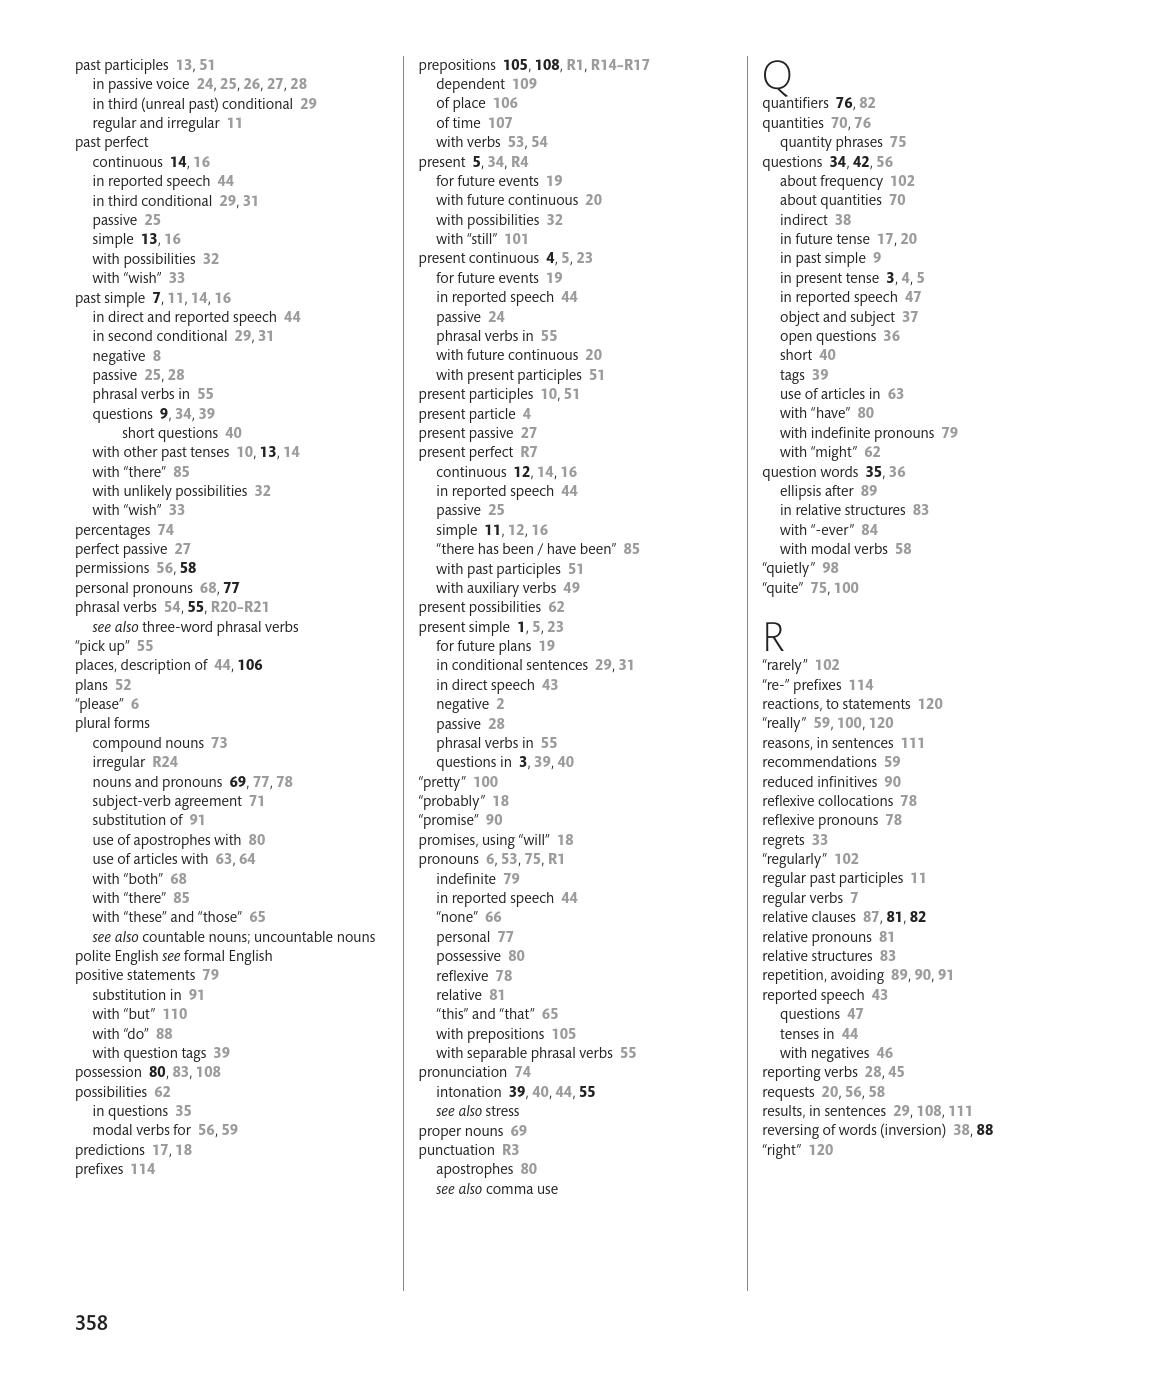 past participles 13, 51
in passive voice 24, 25, 26, 27, 28
in third (unreal past) conditional 29
regular and irregular 11
past perfect
continuous 14, 16
in reported speech 44
in third conditional 29, 31
passive 25
simple 13, 16
with possibilities 32
with “wish” 33
past simple 7, 11, 14, 16
in direct and reported speech 44
in second conditional 29, 31
negative 8
passive 25, 28
phrasal verbs in 55
questions 9, 34, 39
short questions 40
with other past tenses 10, 13, 14
with “there” 85
with unlikely possibilities 32
with “wish” 33
percentages 74
perfect passive 27
permissions 56, 58
personal pronouns 68, 77
phrasal verbs 54, 55, R20–R21
see also three-word phrasal verbs
“pick up” 55
places, description of 44, 106
plans 52
“please” 6
plural forms
compound nouns 73
irregular R24
nouns and pronouns 69, 77, 78
subject-verb agreement 71
substitution of 91
use of apostrophes with 80
use of articles with 63, 64
with “both” 68
with “there” 85
with “these” and “those” 65
see also countable nouns; uncountable nouns
polite English see formal English
positive statements 79
substitution in 91
with “but” 110
with “do” 88
with question tags 39
possession 80, 83, 108
possibilities 62
in questions 35
modal verbs for 56, 59
predictions 17, 18
prefixes 114
prepositions 105, 108, R1, R14–R17
dependent 109
of place 106
of time 107
with verbs 53, 54
present 5, 34, R4
for future events 19
with future continuous 20
with possibilities 32
with “still” 101
present continuous 4, 5, 23
for future events 19
in reported speech 44
passive 24
phrasal verbs in 55
with future continuous 20
with present participles 51
present participles 10, 51
present particle 4
present passive 27
present perfect R7
continuous 12, 14, 16
in reported speech 44
passive 25
simple 11, 12, 16
“there has been / have been” 85
with past participles 51
with auxiliary verbs 49
present possibilities 62
present simple 1, 5, 23
for future plans 19
in conditional sentences 29, 31
in direct speech 43
negative 2
passive 28
phrasal verbs in 55
questions in 3, 39, 40
“pretty” 100
“probably” 18
“promise” 90
promises, using “will” 18
pronouns 6, 53, 75, R1
indefinite 79
in reported speech 44
“none” 66
personal 77
possessive 80
reflexive 78
relative 81
“this” and “that” 65
with prepositions 105
with separable phrasal verbs 55
pronunciation 74
intonation 39, 40, 44, 55
see also stress
proper nouns 69
punctuation R3
apostrophes 80
see also comma use
Q
quantifiers 76, 82
quantities 70, 76
quantity phrases 75
questions 34, 42, 56
about frequency 102
about quantities 70
indirect 38
in future tense 17, 20
in past simple 9
in present tense 3, 4, 5
in reported speech 47
object and subject 37
open questions 36
short 40
tags 39
use of articles in 63
with “have” 80
with indefinite pronouns 79
with “might” 62
question words 35, 36
ellipsis after 89
in relative structures 83
with “-ever” 84
with modal verbs 58
“quietly” 98
“quite” 75, 100
R
“rarely” 102
“re-” prefixes 114
reactions, to statements 120
“really” 59, 100, 120
reasons, in sentences 111
recommendations 59
reduced infinitives 90
reflexive collocations 78
reflexive pronouns 78
regrets 33
“regularly” 102
regular past participles 11
regular verbs 7
relative clauses 87, 81, 82
relative pronouns 81
relative structures 83
repetition, avoiding 89, 90, 91
reported speech 43
questions 47
tenses in 44
with negatives 46
reporting verbs 28, 45
requests 20, 56, 58
results, in sentences 29, 108, 111
reversing of words (inversion) 38, 88
“right” 120
358